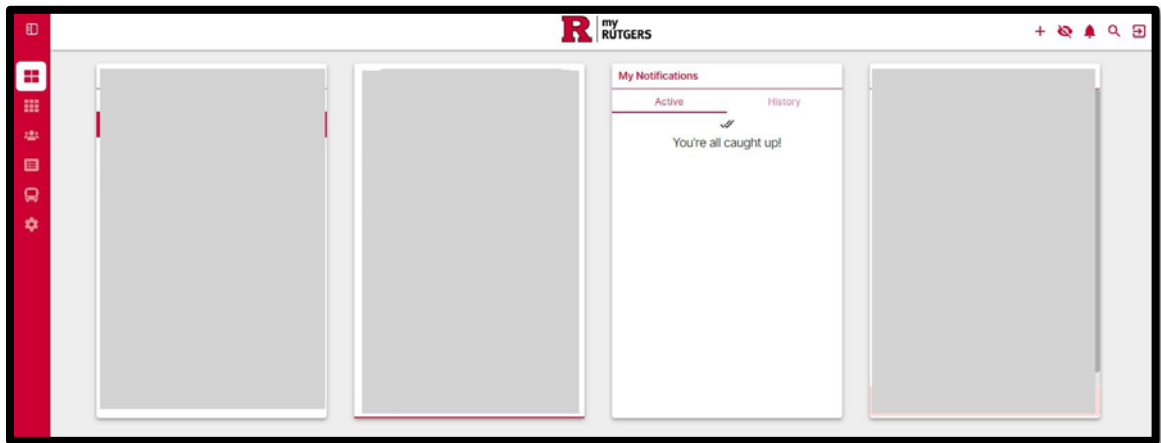 R
my
RUTGERS
My Notifications
Active History
You're all caught up!